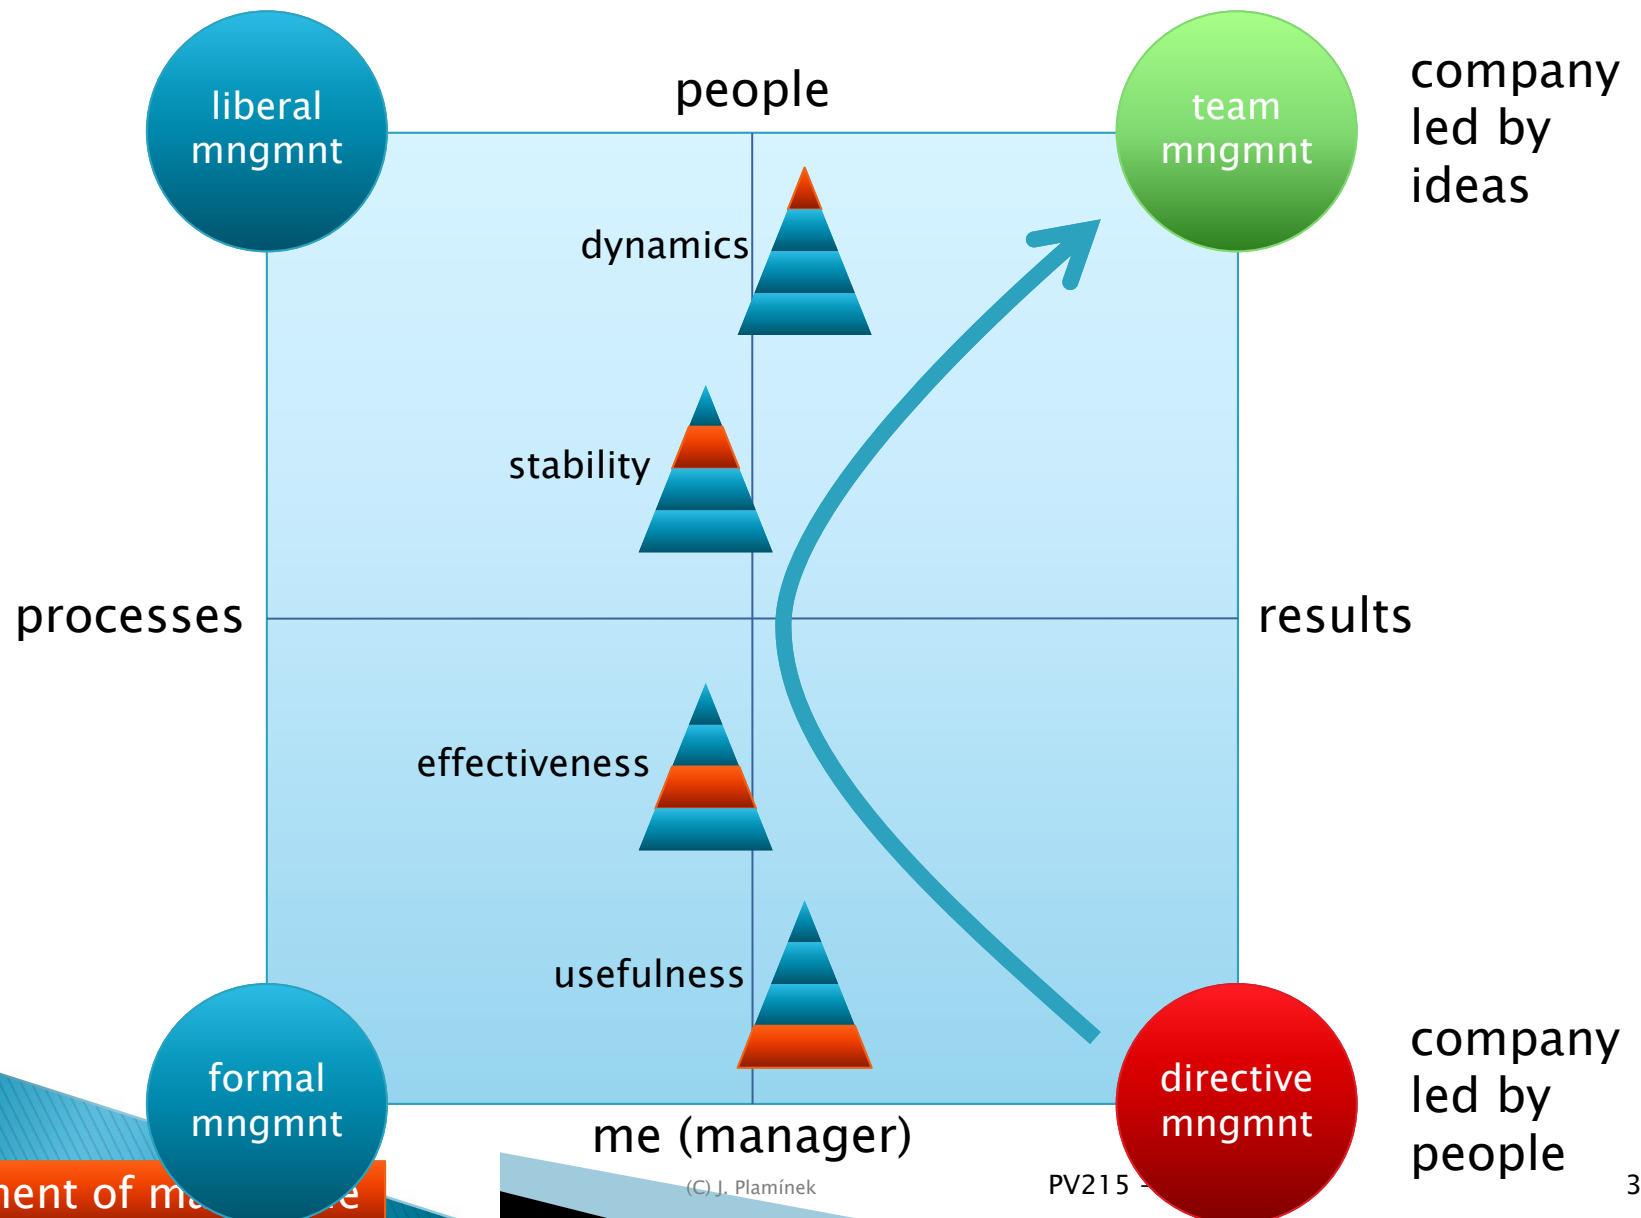 liberal
mngmnt
people
team
mngmnt
company
led by
ideas
dynamics
stability
processes
results
effectiveness
usefulness
formal
mngmnt
me (manager)
directive
mngmnt
company
led by
people
of
(C) J. Plamínek
PV215 -
3